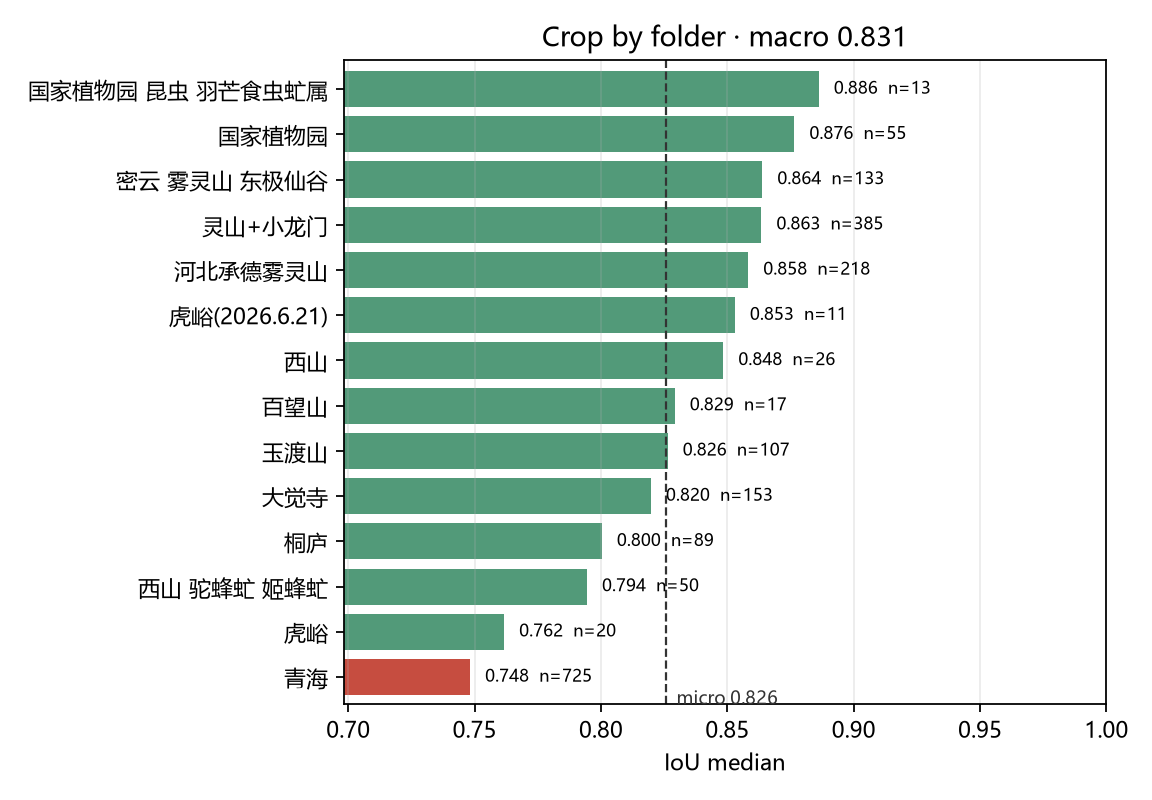 Crop by folder · macro 0.831
国家植物园 昆虫 羽芒食虫虻属 0.886 n=13
国家植物园 0.876 n=55
密云 雾灵山 东极仙谷 0.864 n=133
灵山+小龙门 0.863 n=385
河北承德雾灵山 0.858 n=218
虎峪(2026.6.21) 0.853 n=11
西山 0.848 n=26
百望山 0.829 n=17
玉渡山 0.826 n=107
大觉寺 0.820 n=153
桐庐 0.800 n=89
西山 驼蜂虻 姬蜂虻 0.794 n=50
虎峪 0.762 n=20
青海 0.748 n=725
micro 0.826
0.70 0.75 0.80 0.85 0.90 0.95 1.00
IoU median